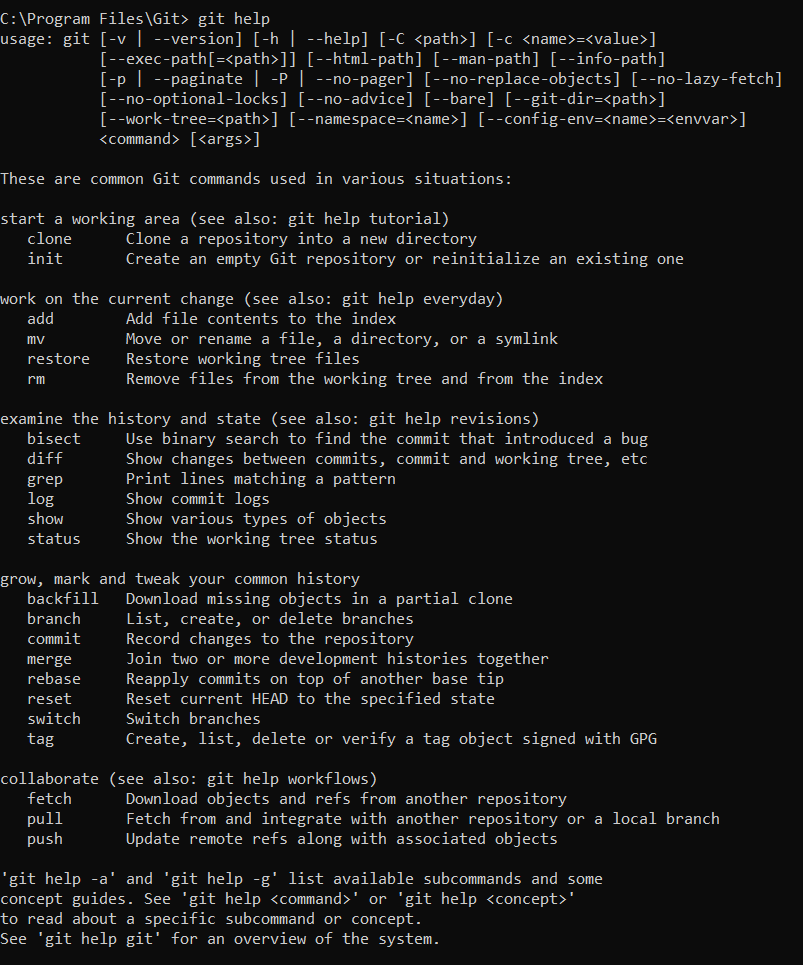 C:\Program Files\Git> git help
usage: git [-v | --version] [-h | --help] [-C <path>] [-c <name>=<value>]
           [--exec-path[=<path>]] [--html-path] [--man-path] [--info-path]
           [-p | --paginate | -P | --no-pager] [--no-replace-objects] [--no-lazy-fetch]
           [--no-optional-locks] [--no-advice] [--bare] [--git-dir=<path>]
           [--work-tree=<path>] [--namespace=<name>] [--config-env=<name>=<envvar>]
           <command> [<args>]

These are common Git commands used in various situations:

start a working area (see also: git help tutorial)
   clone      Clone a repository into a new directory
   init       Create an empty Git repository or reinitialize an existing one

work on the current change (see also: git help everyday)
   add        Add file contents to the index
   mv         Move or rename a file, a directory, or a symlink
   restore    Restore working tree files
   rm         Remove files from the working tree and from the index

examine the history and state (see also: git help revisions)
   bisect     Use binary search to find the commit that introduced a bug
   diff       Show changes between commits, commit and working tree, etc
   grep       Print lines matching a pattern
   log        Show commit logs
   show       Show various types of objects
   status     Show the working tree status

grow, mark and tweak your common history
   backfill   Download missing objects in a partial clone
   branch     List, create, or delete branches
   commit     Record changes to the repository
   merge      Join two or more development histories together
   rebase     Reapply commits on top of another base tip
   reset      Reset current HEAD to the specified state
   switch     Switch branches
   tag        Create, list, delete or verify a tag object signed with GPG

collaborate (see also: git help workflows)
   fetch      Download objects and refs from another repository
   pull       Fetch from and integrate with another repository or a local branch
   push       Update remote refs along with associated objects

'git help -a' and 'git help -g' list available subcommands and some
concept guides. See 'git help <command>' or 'git help <concept>'
to read about a specific subcommand or concept.
See 'git help git' for an overview of the system.